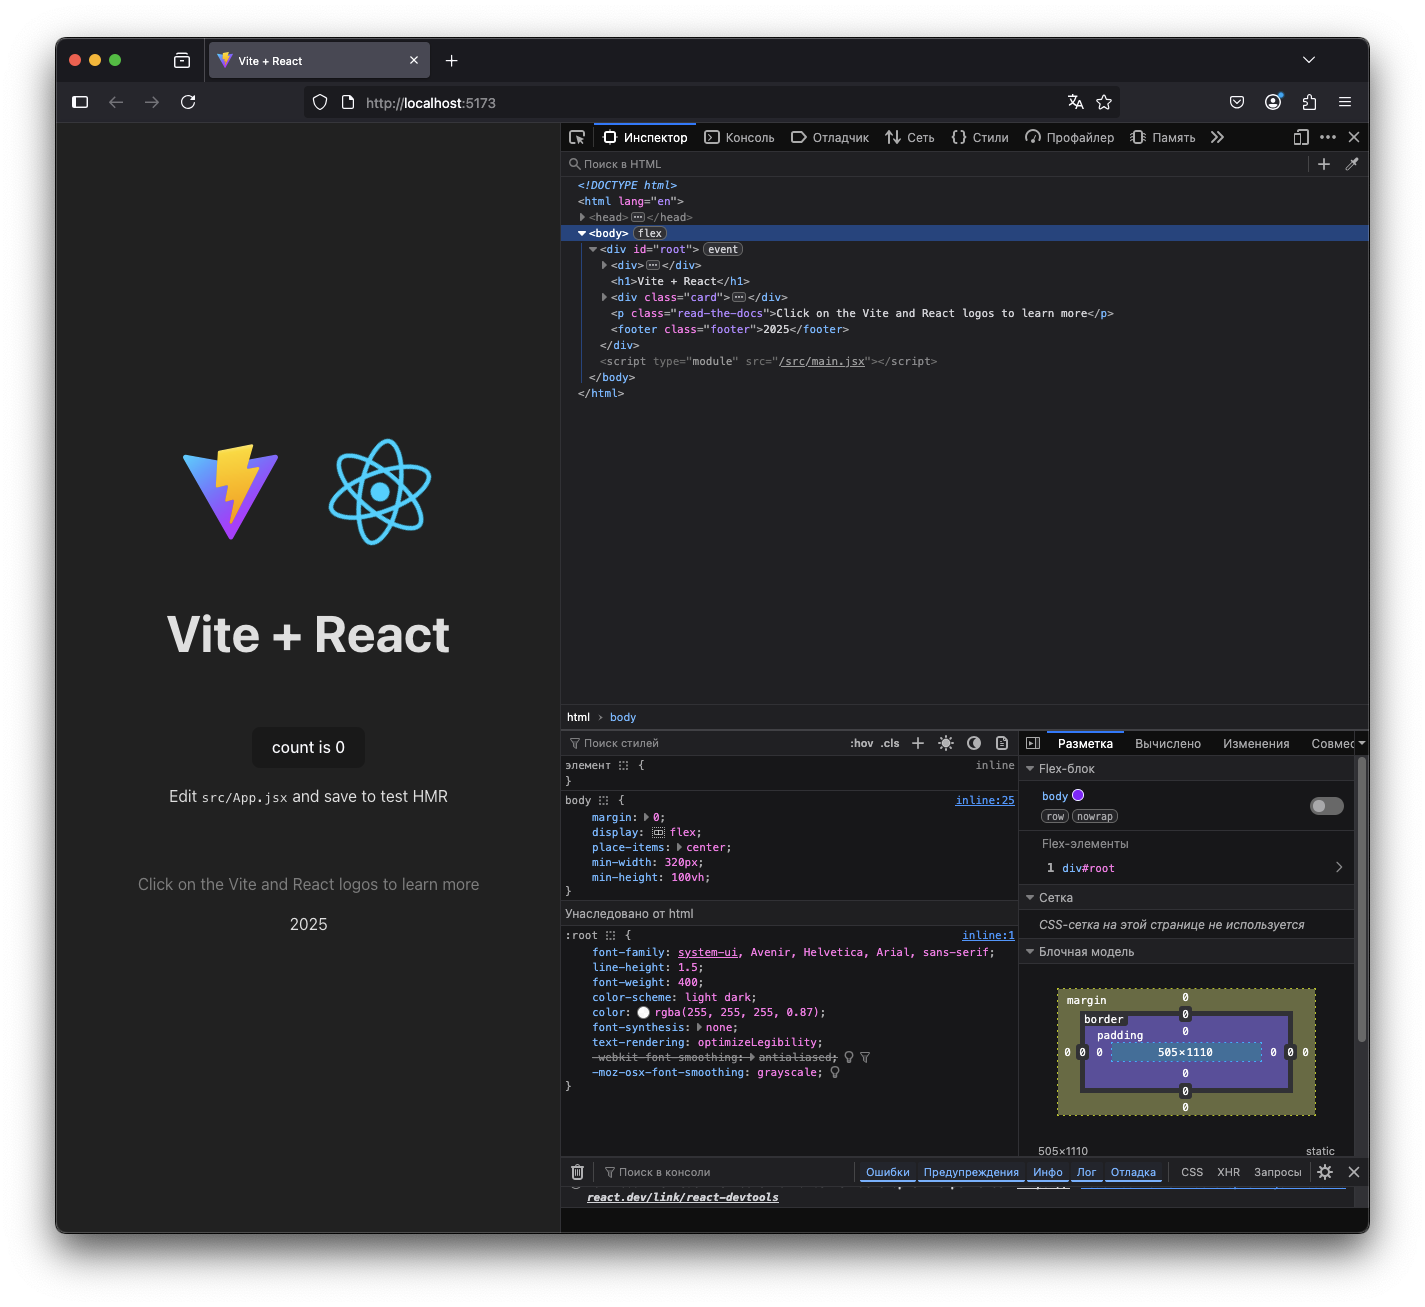 Vite + React
http://localhost:5173
Vite + React
count is 0
Edit src/App.jsx and save to test HMR
Click on the Vite and React logos to learn more
2025
Инспектор Консоль Отладчик Сеть Стили Профайлер Память
Поиск в HTML
<!DOCTYPE html>
<html lang="en">
<head></head>
<body> flex
<div id="root"> event
<div></div>
<h1>Vite + React</h1>
<div class="card"></div>
<p class="read-the-docs">Click on the Vite and React logos to learn more</p>
<footer class="footer">2025</footer>
</div>
<script type="module" src="/src/main.jsx"></script>
</body>
</html>
html › body
Поиск стилей :hov .cls
элемент { inline
}
body { inline:25
margin: 0;
display: flex;
place-items: center;
min-width: 320px;
min-height: 100vh;
}
Унаследовано от html
:root { inline:1
font-family: system-ui, Avenir, Helvetica, Arial, sans-serif;
line-height: 1.5;
font-weight: 400;
color-scheme: light dark;
color: rgba(255, 255, 255, 0.87);
font-synthesis: none;
text-rendering: optimizeLegibility;
-webkit-font-smoothing: antialiased;
-moz-osx-font-smoothing: grayscale;
}
Разметка Вычислено Изменения Совмес
Flex-блок
body
row nowrap
Flex-элементы
1 div#root
Сетка
CSS-сетка на этой странице не используется
Блочная модель
margin 0
border 0
padding 0
0 0 0 505×1110 0 0 0
0
0
0
505×1110 static
Поиск в консоли Ошибки Предупреждения Инфо Лог Отладка CSS XHR Запросы
react.dev/link/react-devtools